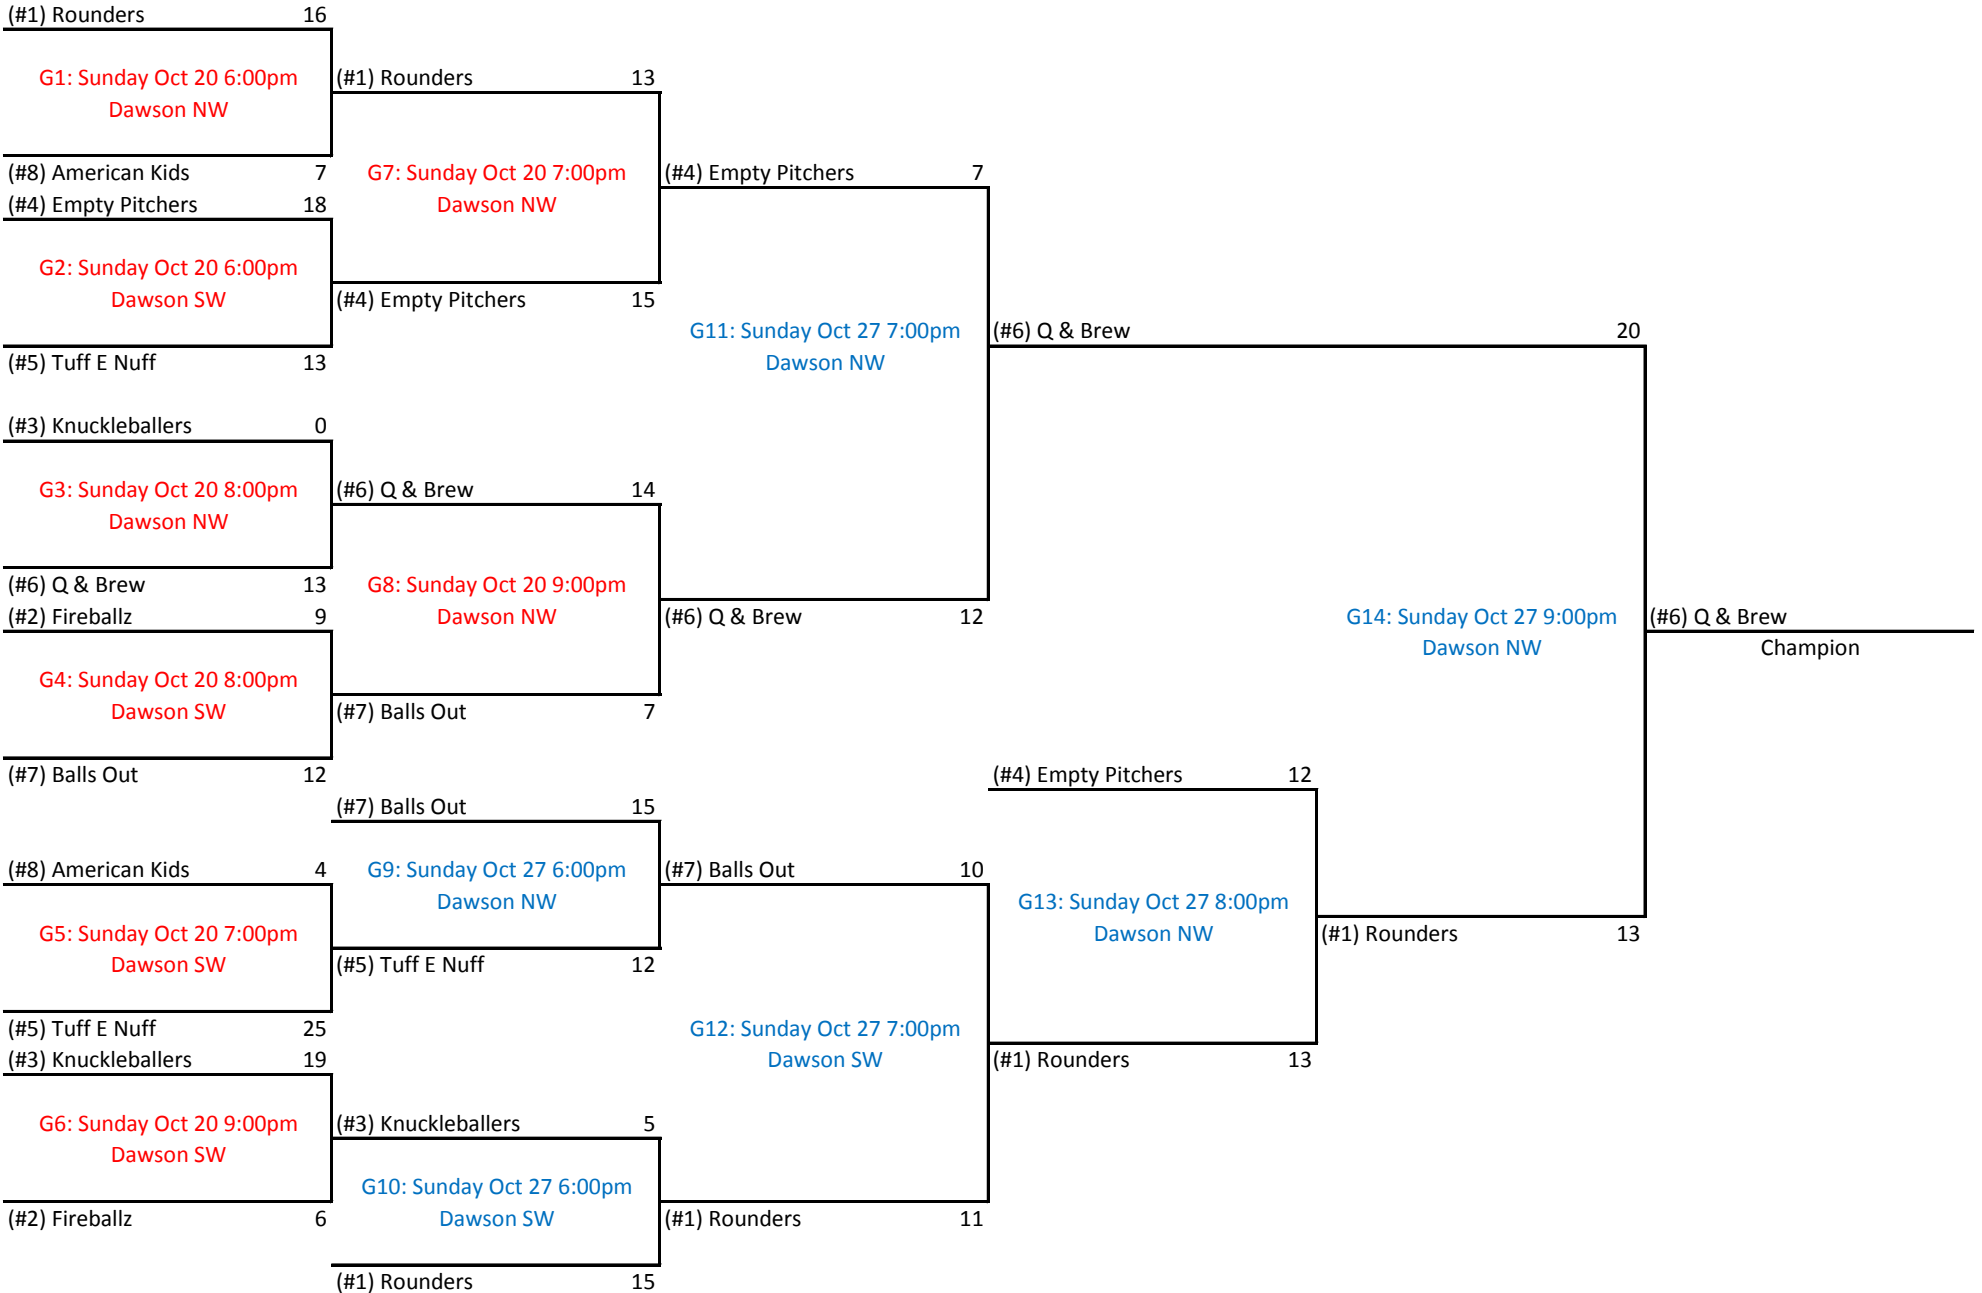 (#1) Rounders 16
G1: Sunday Oct 20 6:00pm
Dawson NW
(#8) American Kids 7
(#4) Empty Pitchers 18
G2: Sunday Oct 20 6:00pm
Dawson SW
(#5) Tuff E Nuff 13
(#3) Knuckleballers 0
G3: Sunday Oct 20 8:00pm
Dawson NW
(#6) Q & Brew 13
(#2) Fireballz 9
G4: Sunday Oct 20 8:00pm
Dawson SW
(#7) Balls Out 12
(#8) American Kids 4
G5: Sunday Oct 20 7:00pm
Dawson SW
(#5) Tuff E Nuff 25
(#3) Knuckleballers 19
G6: Sunday Oct 20 9:00pm
Dawson SW
(#2) Fireballz 6
(#1) Rounders 13
G7: Sunday Oct 20 7:00pm
Dawson NW
(#4) Empty Pitchers 15
(#6) Q & Brew 14
G8: Sunday Oct 20 9:00pm
Dawson NW
(#7) Balls Out 7
(#7) Balls Out 15
G9: Sunday Oct 27 6:00pm
Dawson NW
(#5) Tuff E Nuff 12
(#3) Knuckleballers 5
G10: Sunday Oct 27 6:00pm
Dawson SW
(#1) Rounders 15
(#4) Empty Pitchers 7
G11: Sunday Oct 27 7:00pm
Dawson NW
(#6) Q & Brew 12
(#7) Balls Out 10
G12: Sunday Oct 27 7:00pm
Dawson SW
(#1) Rounders 11
(#6) Q & Brew 20
(#4) Empty Pitchers 12
G13: Sunday Oct 27 8:00pm
Dawson NW
(#1) Rounders 13
G14: Sunday Oct 27 9:00pm
Dawson NW
(#1) Rounders 13
(#6) Q & Brew
Champion